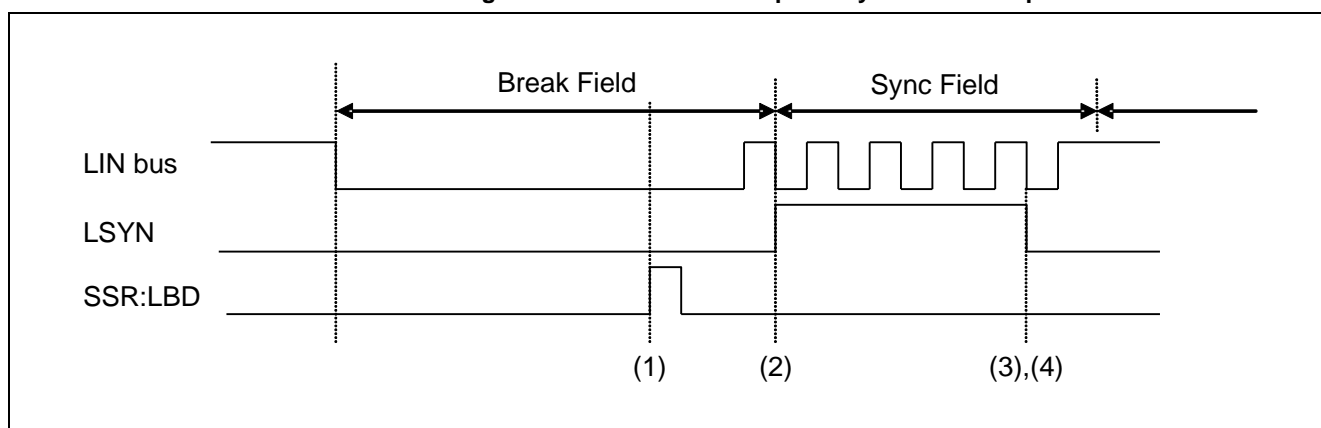 Break Field
Sync Field
LIN bus
LSYN
SSR:LBD
(1)
(2)
(3),(4)